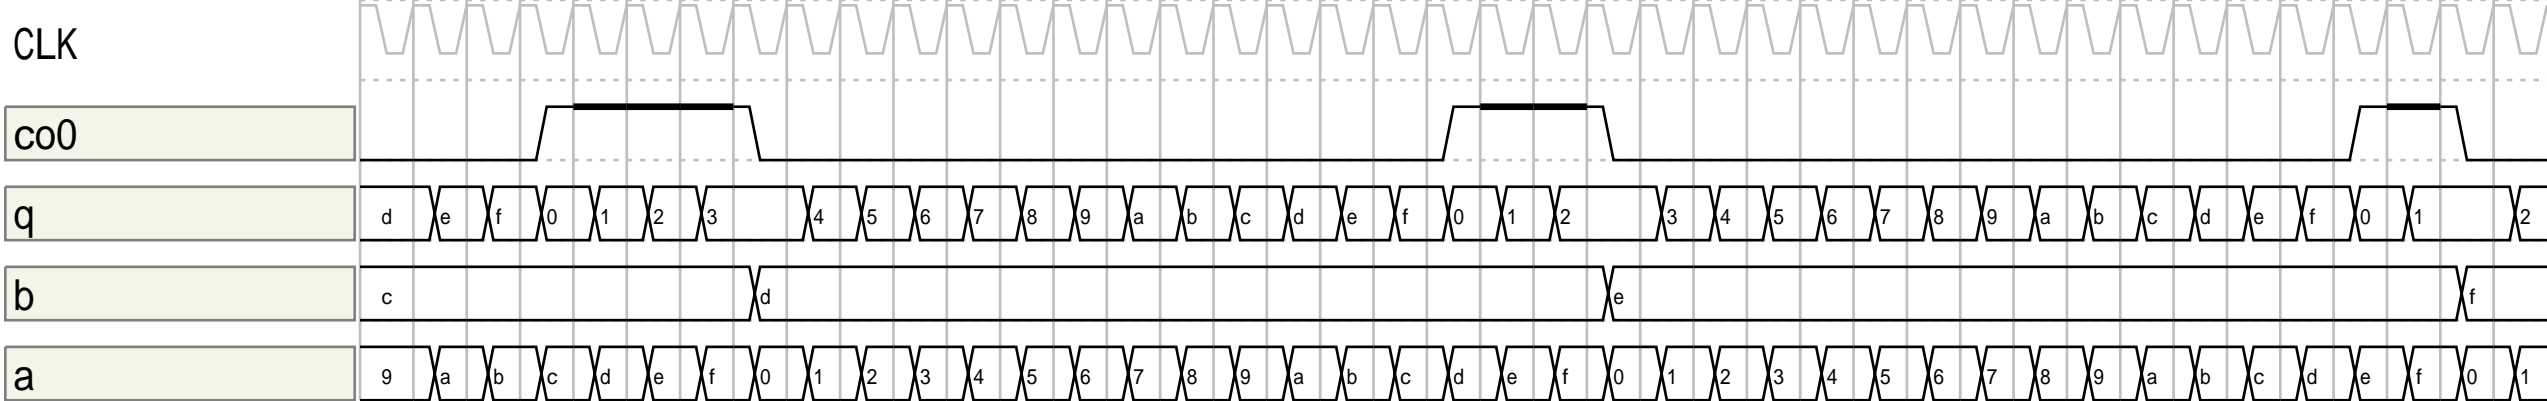 CLK
co0
q d e f 0 1 2 3 4 5 6 7 8 9 a b c d e f 0 1 2 3 4 5 6 7 8 9 a b c d e f 0 1 2
b c d e f
a 9 a b c d e f 0 1 2 3 4 5 6 7 8 9 a b c d e f 0 1 2 3 4 5 6 7 8 9 a b c d e f 0 1